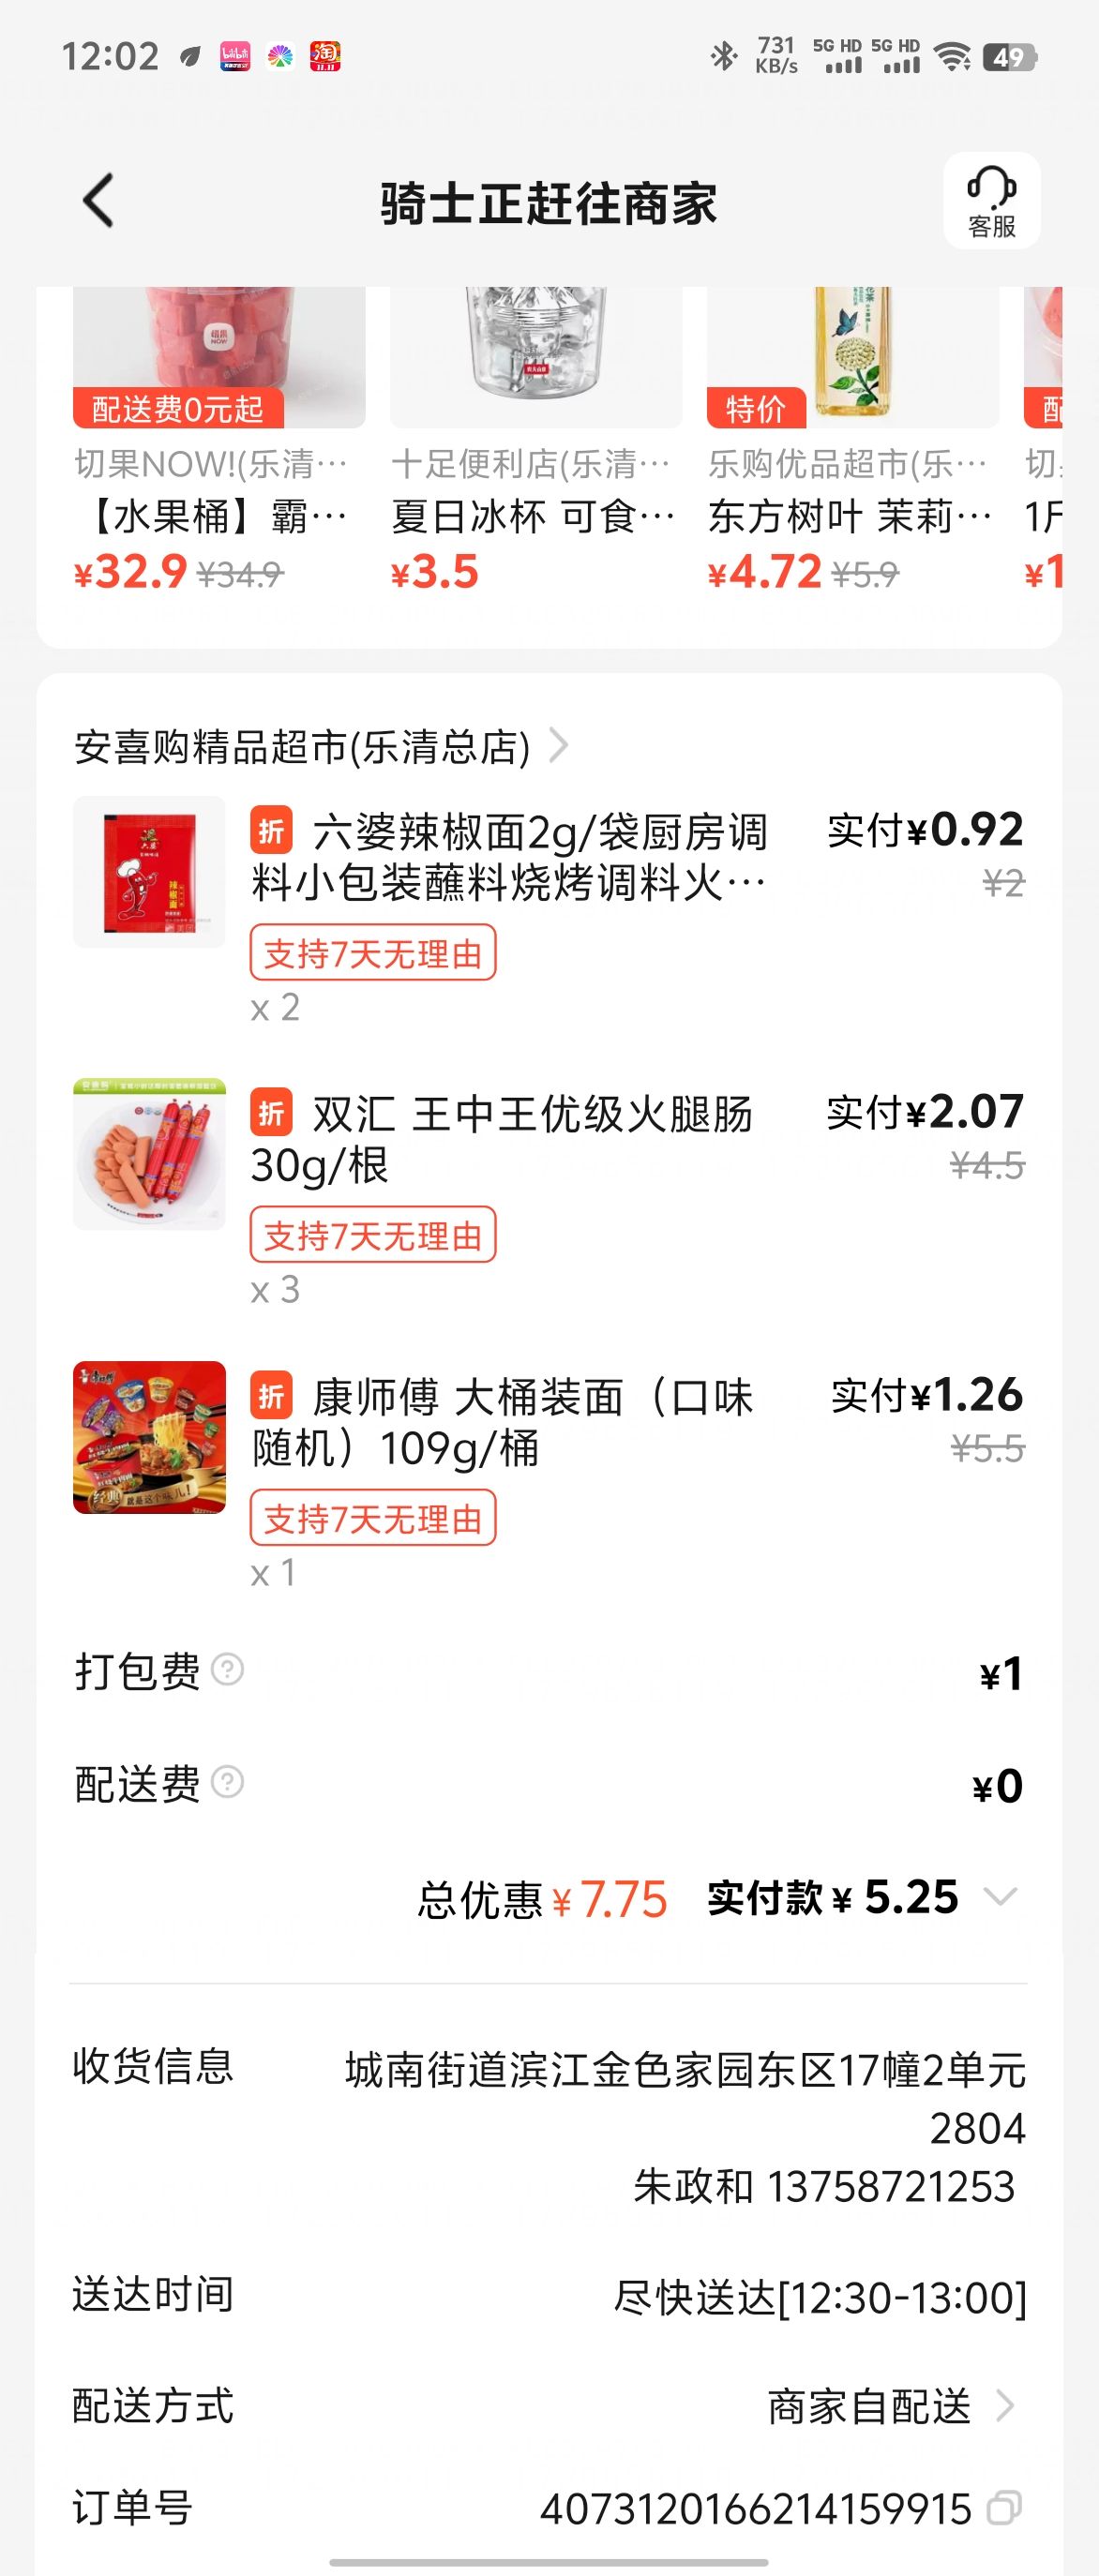 12:02
731
KB/s
5G HD 5G HD
49
骑士正赶往商家
客服
配送费0元起
特价
配
切果NOW!(乐清…
十足便利店(乐清…
乐购优品超市(乐…
切
【水果桶】霸…
夏日冰杯 可食…
东方树叶 茉莉…
1斤
¥32.9 ¥34.9
¥3.5
¥4.72 ¥5.9
¥1
安喜购精品超市(乐清总店)
折 六婆辣椒面2g/袋厨房调
料小包装蘸料烧烤调料火…
实付¥0.92
¥2
支持7天无理由
x 2
折 双汇 王中王优级火腿肠
30g/根
实付¥2.07
¥4.5
支持7天无理由
x 3
折 康师傅 大桶装面（口味
随机）109g/桶
实付¥1.26
¥5.5
支持7天无理由
x 1
打包费 ¥1
配送费 ¥0
总优惠 ¥ 7.75 实付款 ¥ 5.25
收货信息
城南街道滨江金色家园东区17幢2单元
2804
朱政和 13758721253
送达时间
尽快送达[12:30-13:00]
配送方式
商家自配送
订单号
4073120166214159915